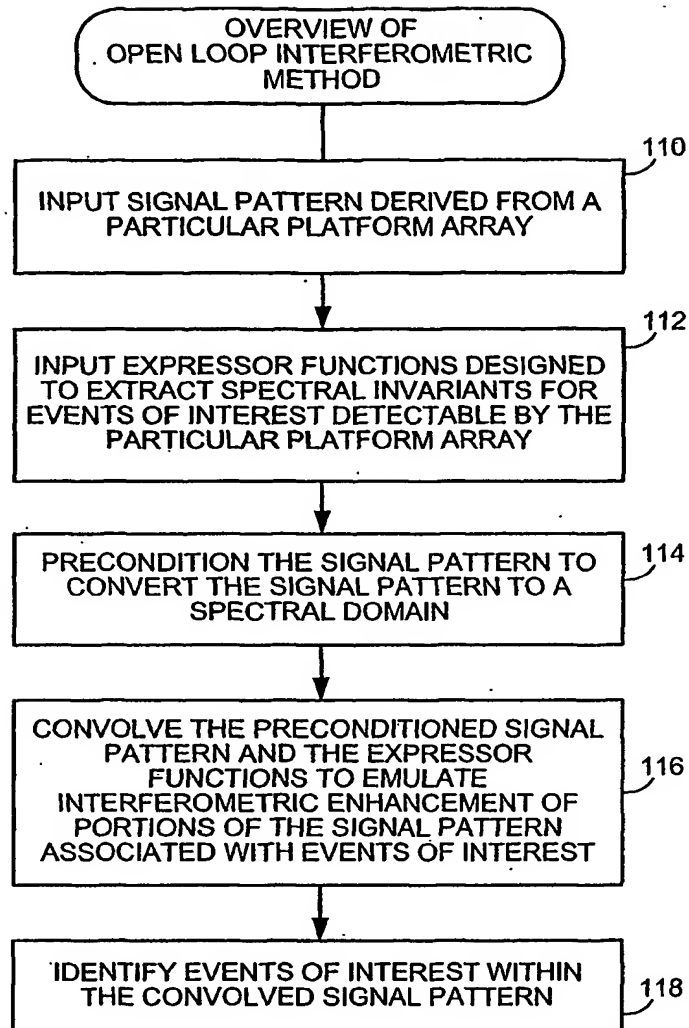 OVERVIEW OF
OPEN LOOP INTERFEROMETRIC
METHOD
110
INPUT SIGNAL PATTERN DERIVED FROM A
PARTICULAR PLATFORM ARRAY
112
INPUT EXPRESSOR FUNCTIONS DESIGNED
TO EXTRACT SPECTRAL INVARIANTS FOR
EVENTS OF INTEREST DETECTABLE BY THE
PARTICULAR PLATFORM ARRAY
114
PRECONDITION THE SIGNAL PATTERN TO
CONVERT THE SIGNAL PATTERN TO A
SPECTRAL DOMAIN
116
CONVOLVE THE PRECONDITIONED SIGNAL
PATTERN AND THE EXPRESSOR
FUNCTIONS TO EMULATE
INTERFEROMETRIC ENHANCEMENT OF
PORTIONS OF THE SIGNAL PATTERN
ASSOCIATED WITH EVENTS OF INTEREST
118
IDENTIFY EVENTS OF INTEREST WITHIN
THE CONVOLVED SIGNAL PATTERN